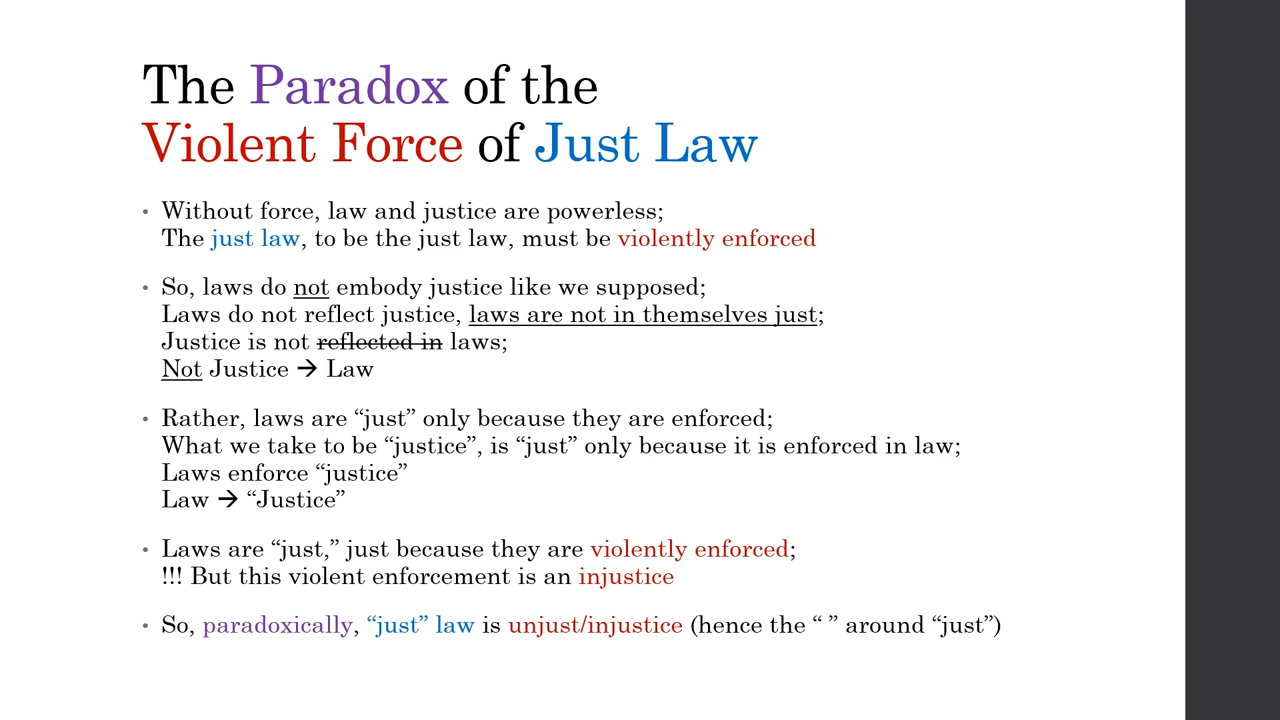 The Paradox of the
Violent Force of Just Law
• Without force, law and justice are powerless;
The just law, to be the just law, must be violently enforced
• So, laws do not embody justice like we supposed;
Laws do not reflect justice, laws are not in themselves just;
Justice is not reflected in laws;
Not Justice → Law
• Rather, laws are “just” only because they are enforced;
What we take to be “justice”, is “just” only because it is enforced in law;
Laws enforce “justice”
Law → “Justice”
• Laws are “just,” just because they are violently enforced;
!!! But this violent enforcement is an injustice
• So, paradoxically, “just” law is unjust/injustice (hence the “ ” around “just”)